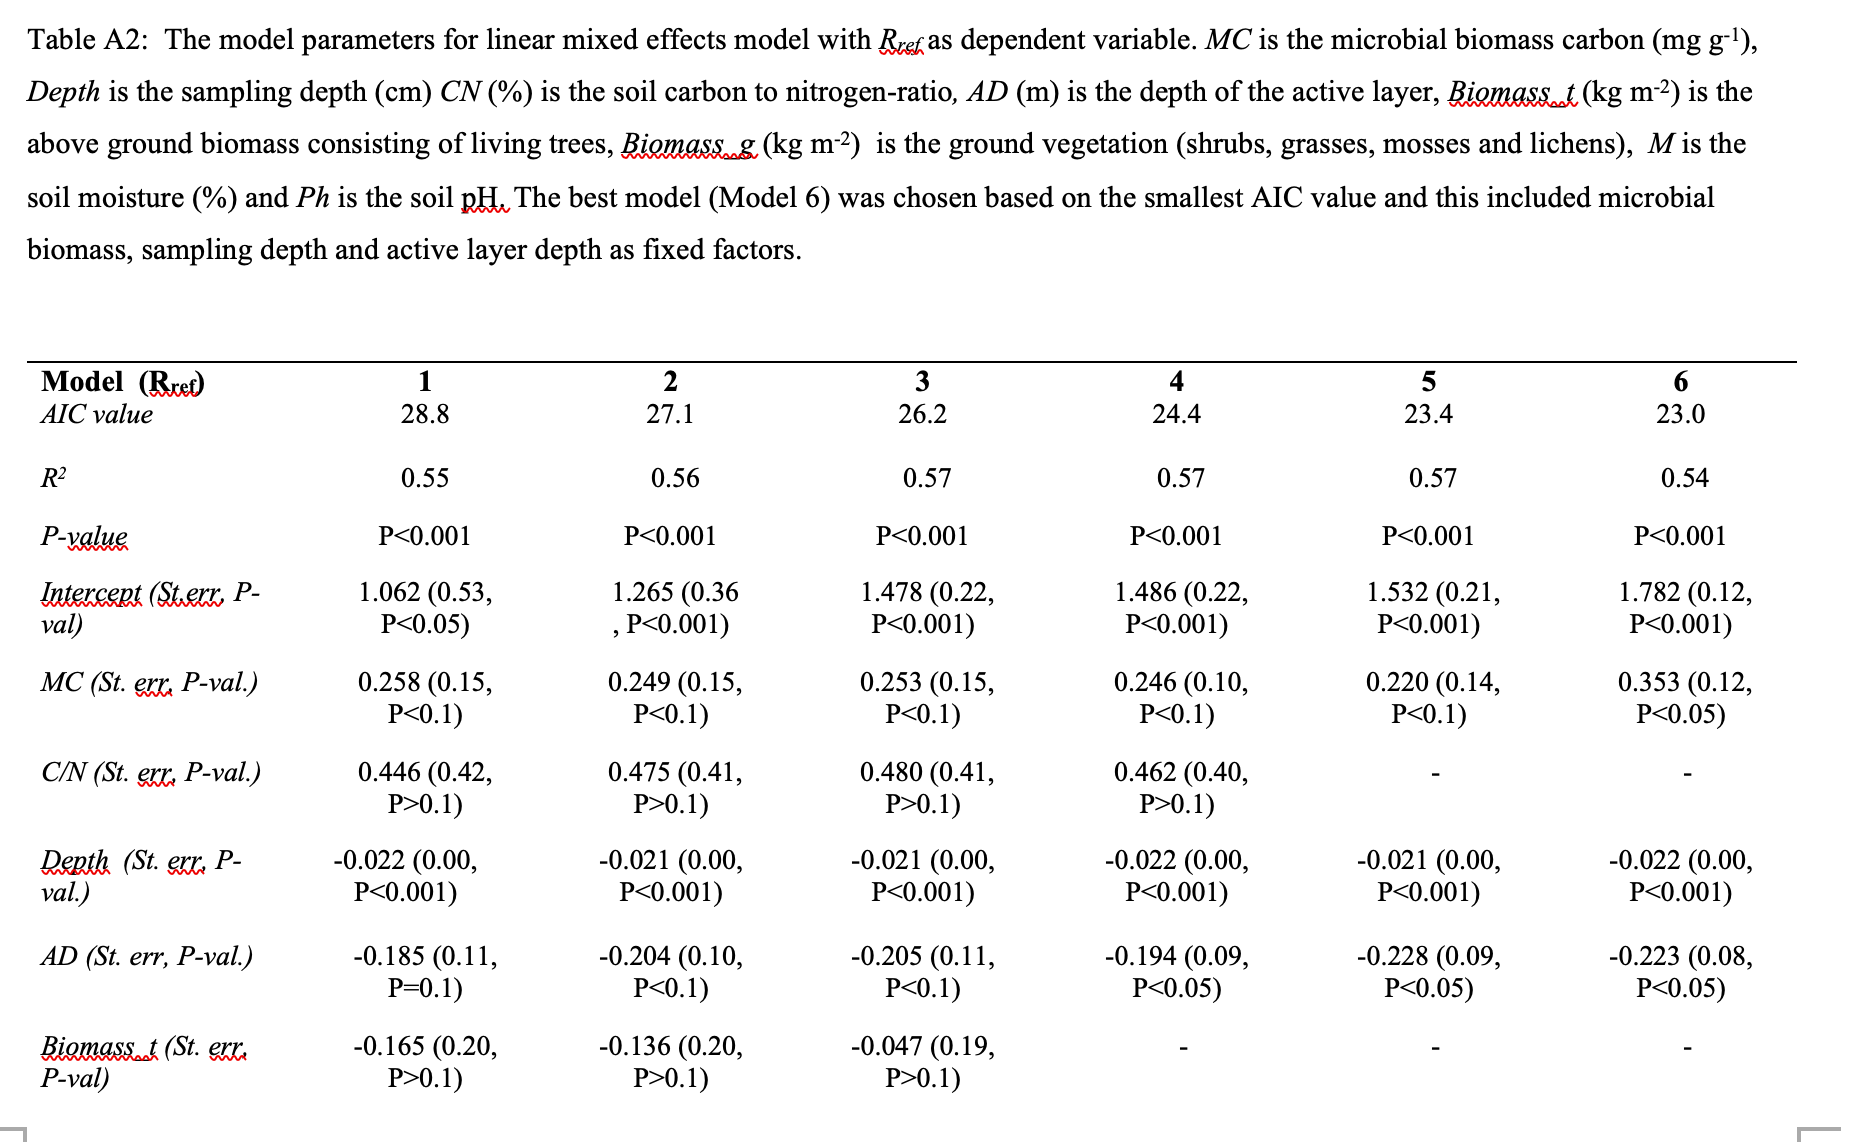 Table A2:  The model parameters for linear mixed effects model with Rref as dependent variable. MC is the microbial biomass carbon (mg g-1),
Depth is the sampling depth (cm) CN (%) is the soil carbon to nitrogen-ratio, AD (m) is the depth of the active layer, Biomass_t (kg m-2) is the
above ground biomass consisting of living trees, Biomass_g (kg m-2)  is the ground vegetation (shrubs, grasses, mosses and lichens),  M is the
soil moisture (%) and Ph is the soil pH. The best model (Model 6) was chosen based on the smallest AIC value and this included microbial
biomass, sampling depth and active layer depth as fixed factors.
Model  (Rref) 1 2 3 4 5 6
AIC value 28.8 27.1 26.2 24.4 23.4 23.0
R2 0.55 0.56 0.57 0.57 0.57 0.54
P-value P<0.001 P<0.001 P<0.001 P<0.001 P<0.001 P<0.001
Intercept (St.err, P- 1.062 (0.53, 1.265 (0.36 1.478 (0.22, 1.486 (0.22, 1.532 (0.21, 1.782 (0.12,
val) P<0.05) , P<0.001) P<0.001) P<0.001) P<0.001) P<0.001)
MC (St. err, P-val.) 0.258 (0.15, 0.249 (0.15, 0.253 (0.15, 0.246 (0.10, 0.220 (0.14, 0.353 (0.12,
P<0.1) P<0.1) P<0.1) P<0.1) P<0.1) P<0.05)
C/N (St. err, P-val.) 0.446 (0.42, 0.475 (0.41, 0.480 (0.41, 0.462 (0.40, - -
P>0.1) P>0.1) P>0.1) P>0.1)
Depth  (St. err, P- -0.022 (0.00, -0.021 (0.00, -0.021 (0.00, -0.022 (0.00, -0.021 (0.00, -0.022 (0.00,
val.) P<0.001) P<0.001) P<0.001) P<0.001) P<0.001) P<0.001)
AD (St. err, P-val.) -0.185 (0.11, -0.204 (0.10, -0.205 (0.11, -0.194 (0.09, -0.228 (0.09, -0.223 (0.08,
P=0.1) P<0.1) P<0.1) P<0.05) P<0.05) P<0.05)
Biomass_t (St. err, -0.165 (0.20, -0.136 (0.20, -0.047 (0.19, - - -
P-val) P>0.1) P>0.1) P>0.1)